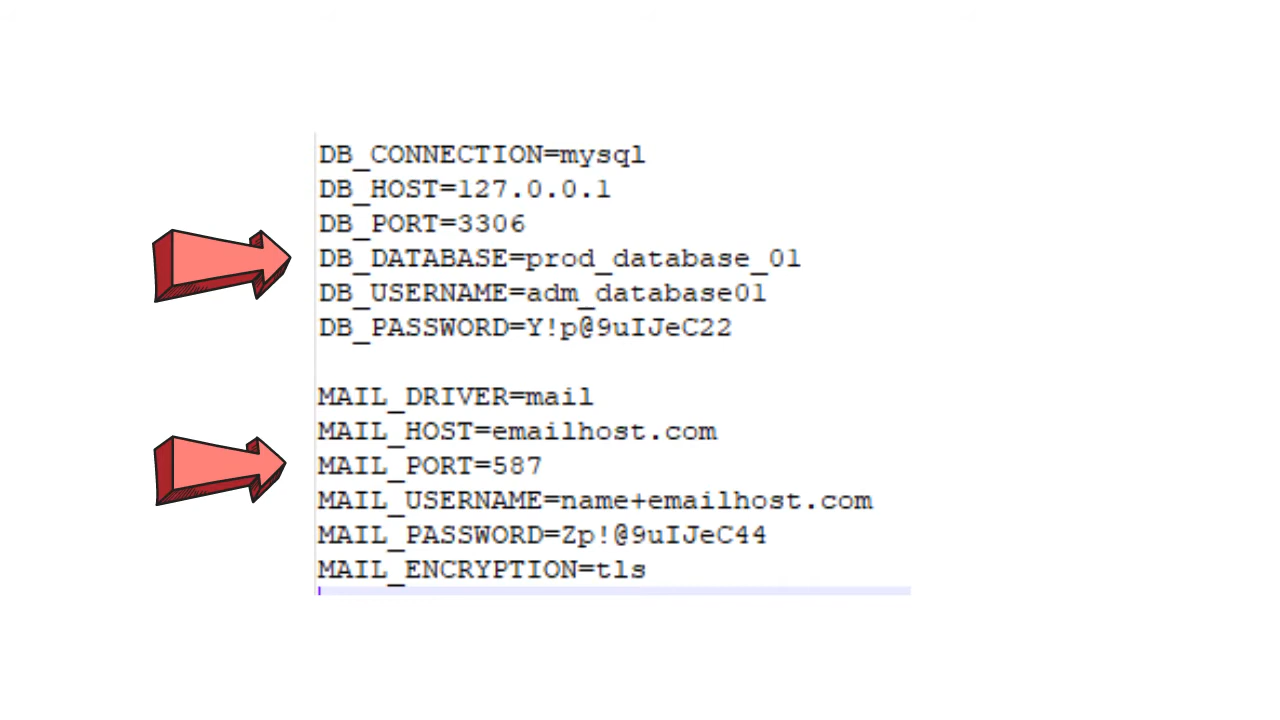 DB_CONNECTION=mysql
DB_HOST=127.0.0.1
DB_PORT=3306
DB_DATABASE=prod_database_01
DB_USERNAME=adm_database01
DB_PASSWORD=Y!p@9uIJeC22
MAIL_DRIVER=mail
MAIL_HOST=emailhost.com
MAIL_PORT=587
MAIL_USERNAME=name+emailhost.com
MAIL_PASSWORD=Zp!@9uIJeC44
MAIL_ENCRYPTION=tls